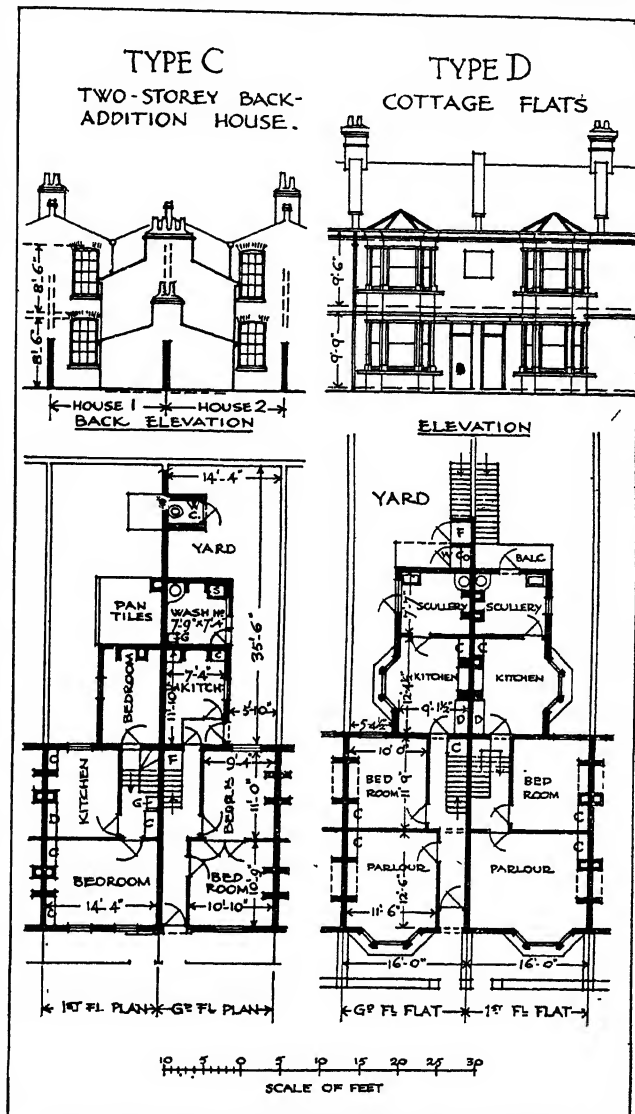 TYPE C
TWO-STOREY BACK-
ADDITION HOUSE.
8'-6"
8'-6"
HOUSE 1
HOUSE 2
BACK ELEVATION
14'-4"
W
C
YARD
PAN
TILES
S
WASH HO
7'-9" x 7'-4"
G
35'-6"
BEDROOM
C
7'-4"
KITCH
11'-10"
5'-10"
KITCHEN
C
F
9'-4"
11'-0"
C
G
C
C
BEDROOM
14'-4"
C
BED
ROOM
10'-10"
10'-9"
1ST FL PLAN
GD FL PLAN
TYPE D
COTTAGE FLATS
9'-6"
9'-9"
ELEVATION
YARD
F
W C
BALC
SCULLERY
SCULLERY
7'-7"
C
C
KITCHEN
KITCHEN
12'-4"
C
C
9'-1½"
D
D
5'-4½"
10'-0"
C
C
BED
ROOM
11'-9"
BED
ROOM
C
C
C
C
PARLOUR
PARLOUR
12'-6"
11'-6"
16'-0"
16'-0"
GD FL FLAT
1ST FL FLAT
10 5 0 5 10 15 20 25 30
SCALE OF FEET